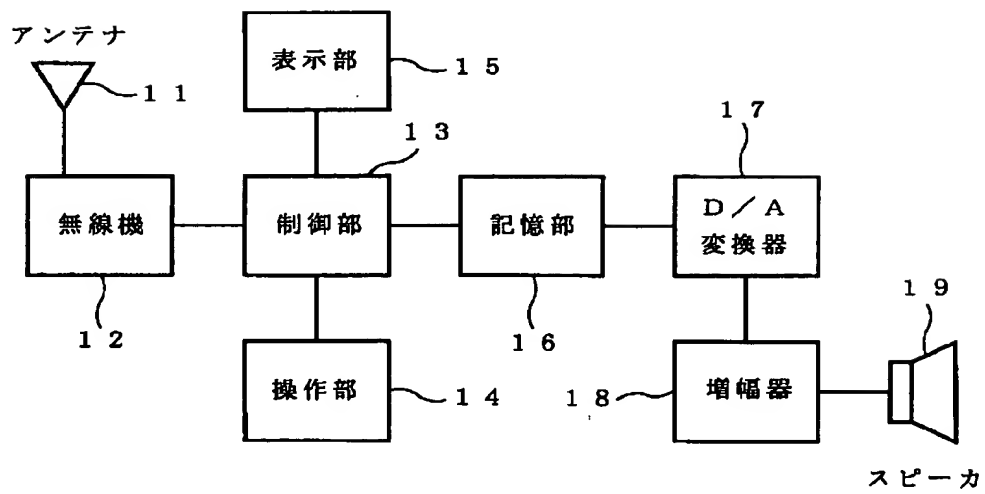 アンテナ
11
表示部
15
13
17
無線機
制御部
記憶部
D/A
変換器
12
16
19
操作部
14
18
増幅器
スピーカ